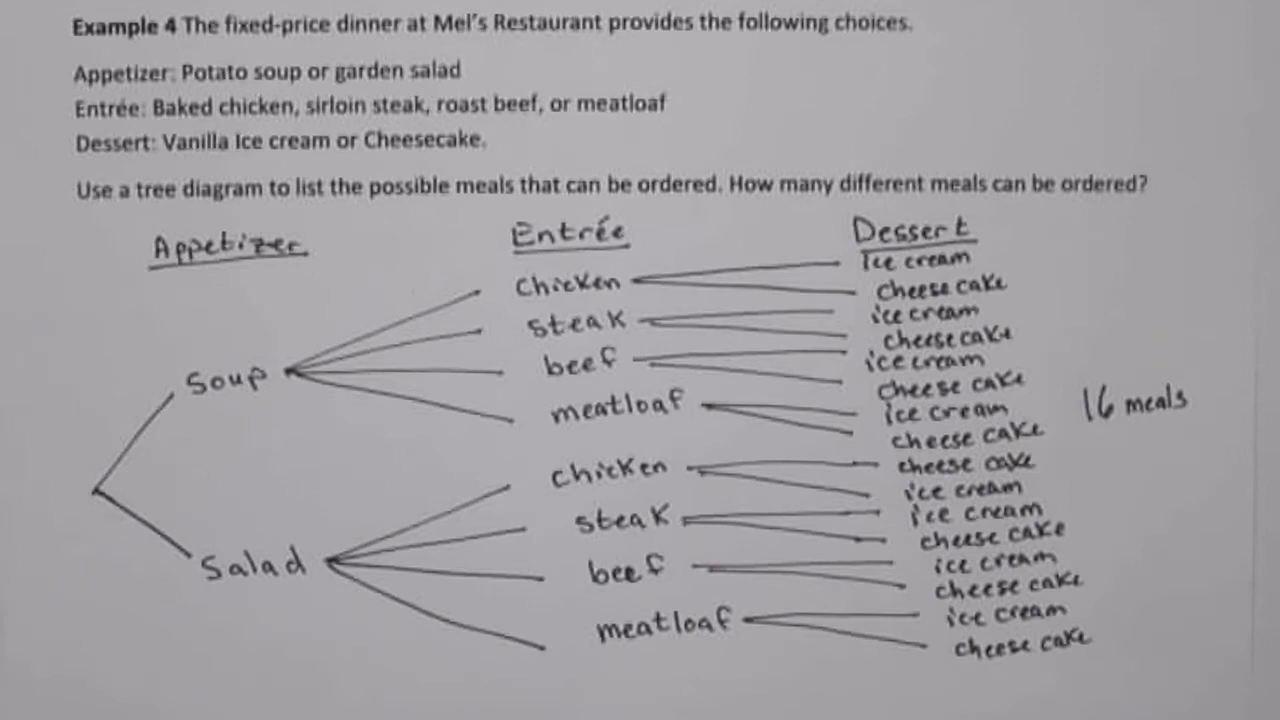 Example 4 The fixed-price dinner at Mel's Restaurant provides the following choices.
Appetizer: Potato soup or garden salad
Entrée: Baked chicken, sirloin steak, roast beef, or meatloaf
Dessert: Vanilla Ice cream or Cheesecake.
Use a tree diagram to list the possible meals that can be ordered. How many different meals can be ordered?
Appetizer Entrée Dessert
Ice cream
Chicken
cheese cake
ice cream
steak
cheese cake
ice cream
beef
Soup
cheese cake
ice cream
meatloaf
16 meals
cheese cake
cheese cake
chicken
ice cream
ice cream
steak
cheese cake
ice cream
Salad
beef
cheese cake
ice cream
meatloaf
cheese cake